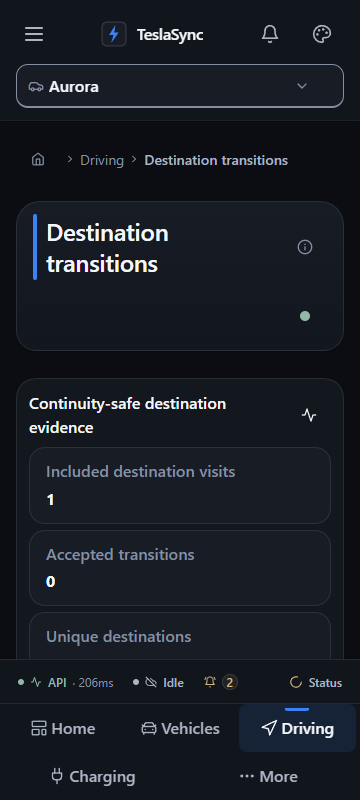 TeslaSync
Aurora
Driving
Destination transitions
Destination
transitions
Continuity-safe destination
evidence
Included destination visits
1
Accepted transitions
0
Unique destinations
API · 206ms
Idle
2
Status
Home
Vehicles
Driving
Charging
More